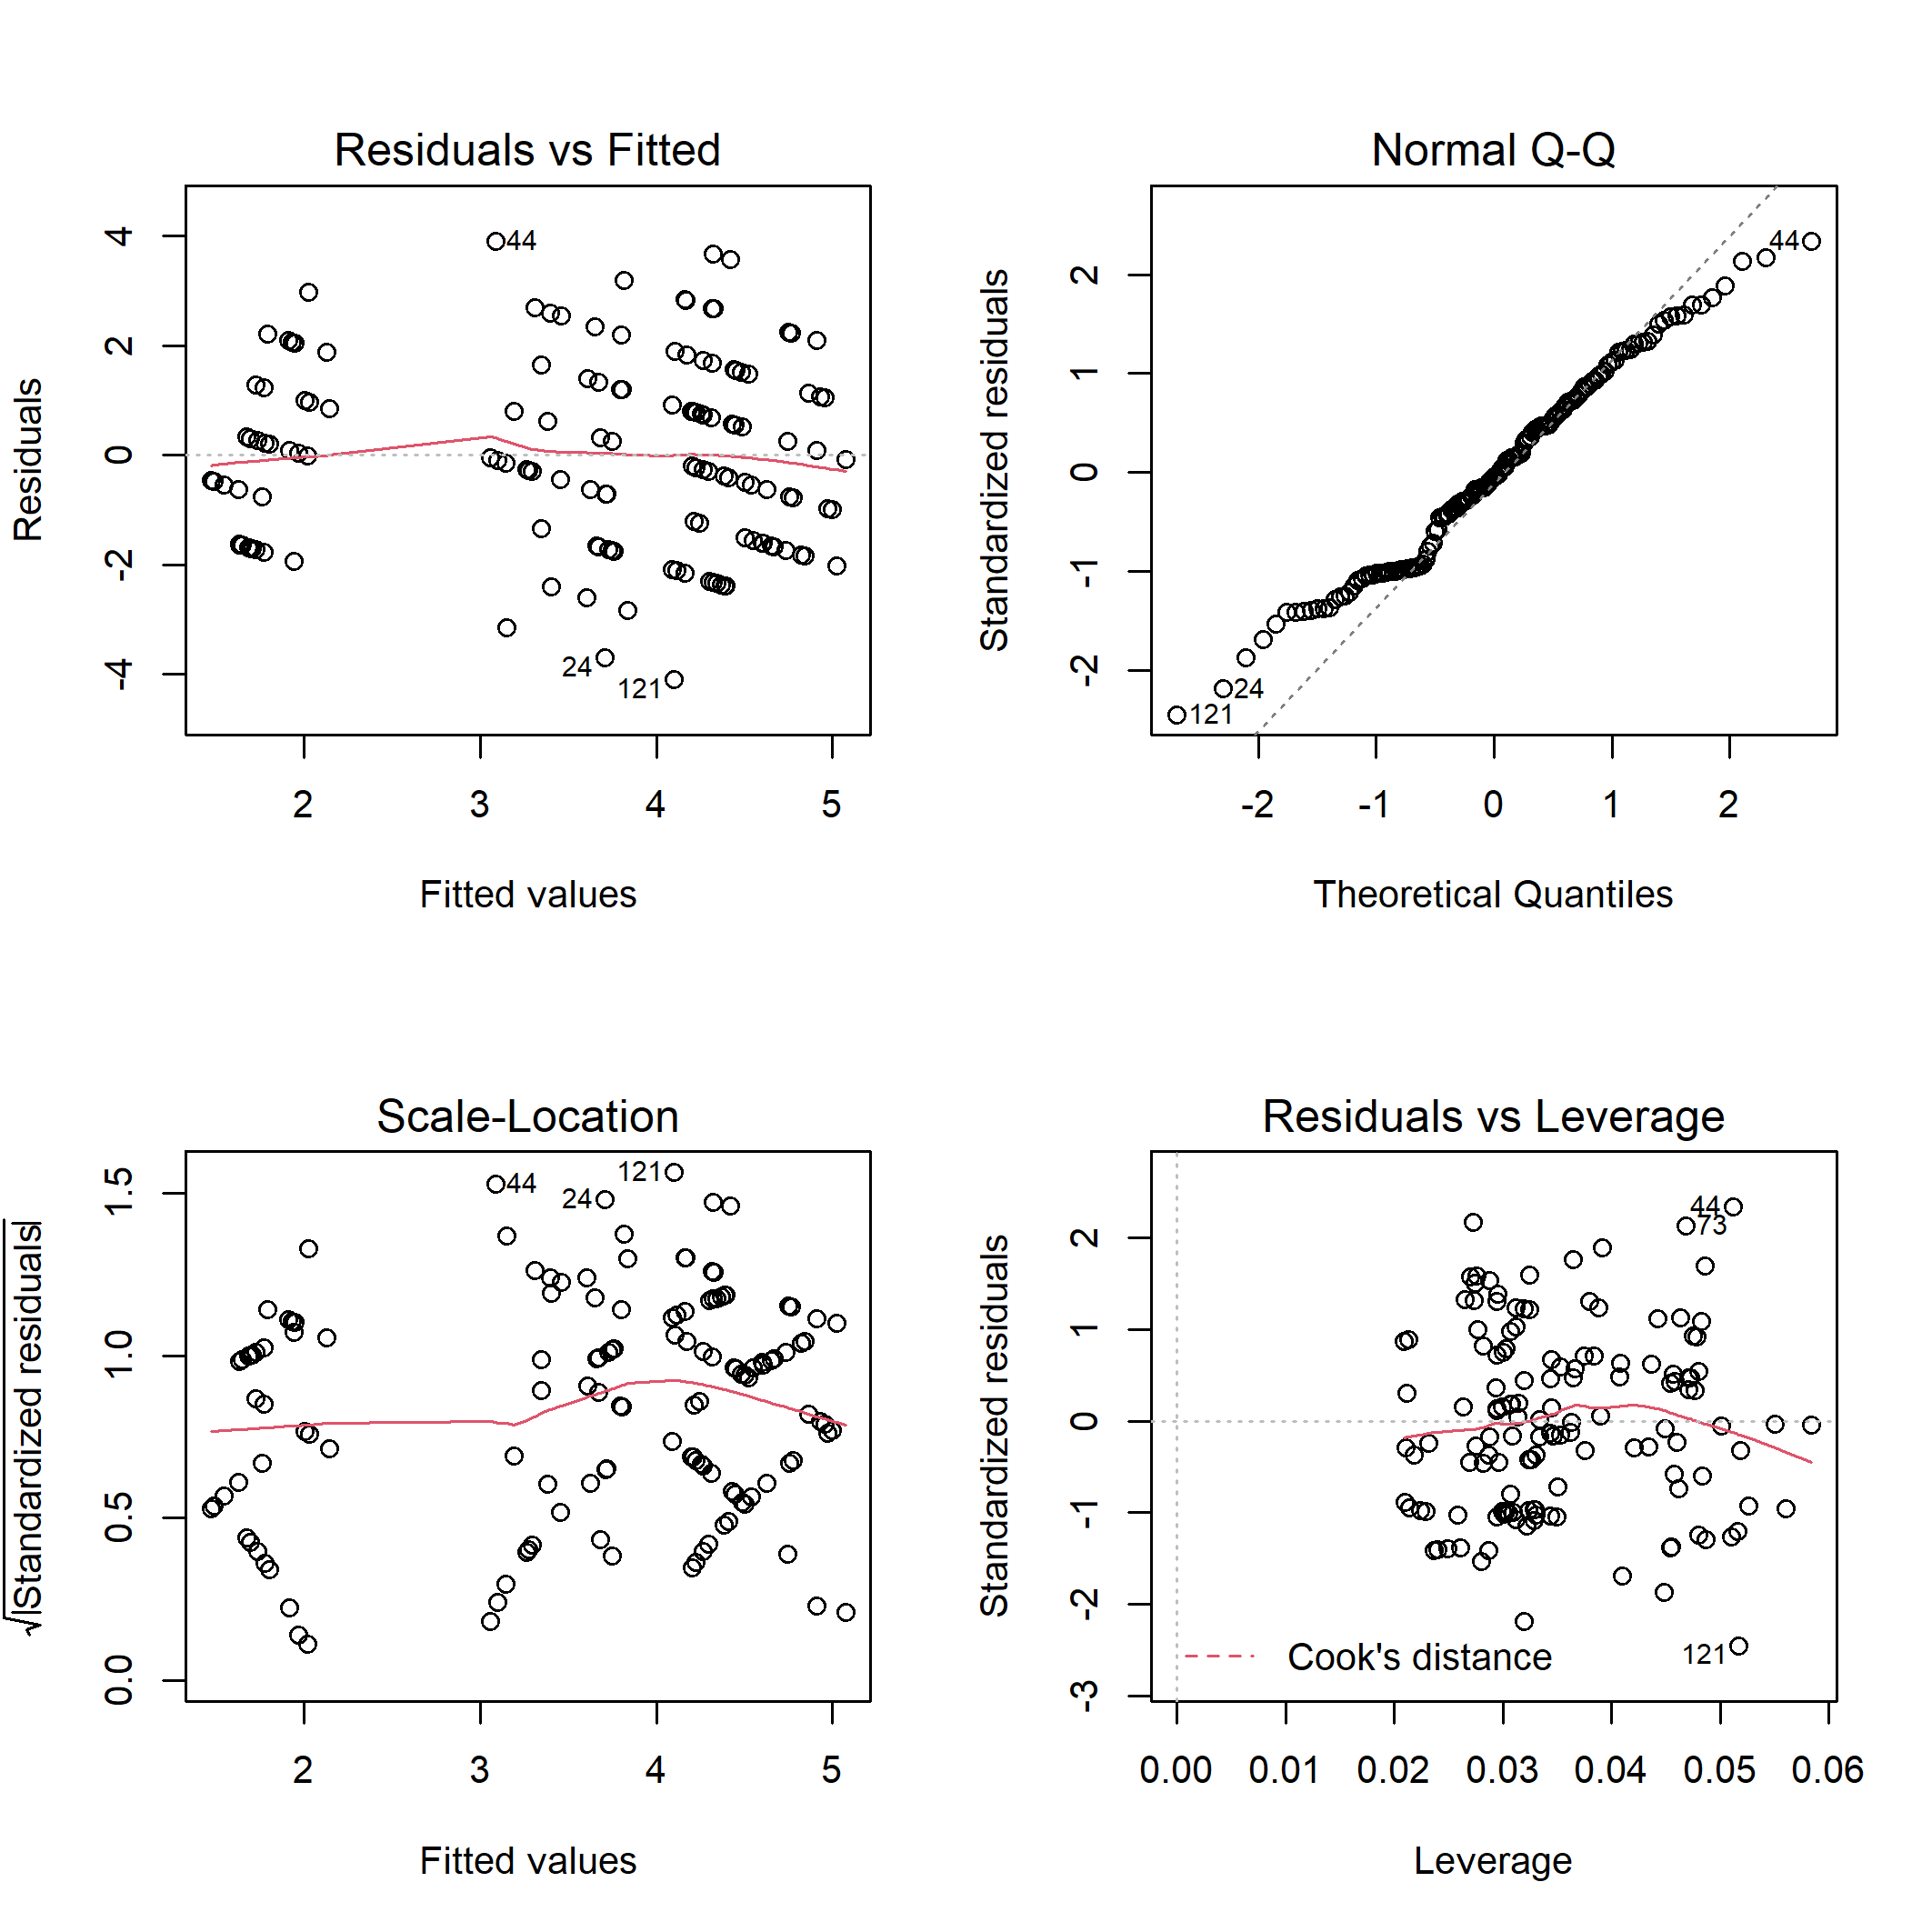 Residuals vs Fitted
Residuals
4
2
0
-2
-4
44
24
121
2 3 4 5
Fitted values
Normal Q-Q
Standardized residuals
2
1
0
-1
-2
44
24
121
-2 -1 0 1 2
Theoretical Quantiles
Scale-Location
√|Standardized residuals|
1.5
1.0
0.5
0.0
44
24
121
2 3 4 5
Fitted values
Residuals vs Leverage
Standardized residuals
2
1
0
-1
-2
-3
44
73
121
Cook's distance
0.00 0.01 0.02 0.03 0.04 0.05 0.06
Leverage